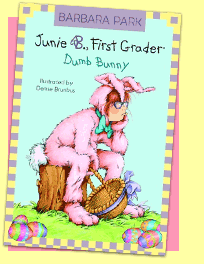 BARBARA PARK
Junie B., First Grader
Dumb Bunny
illustrated by
Denise Brunkus